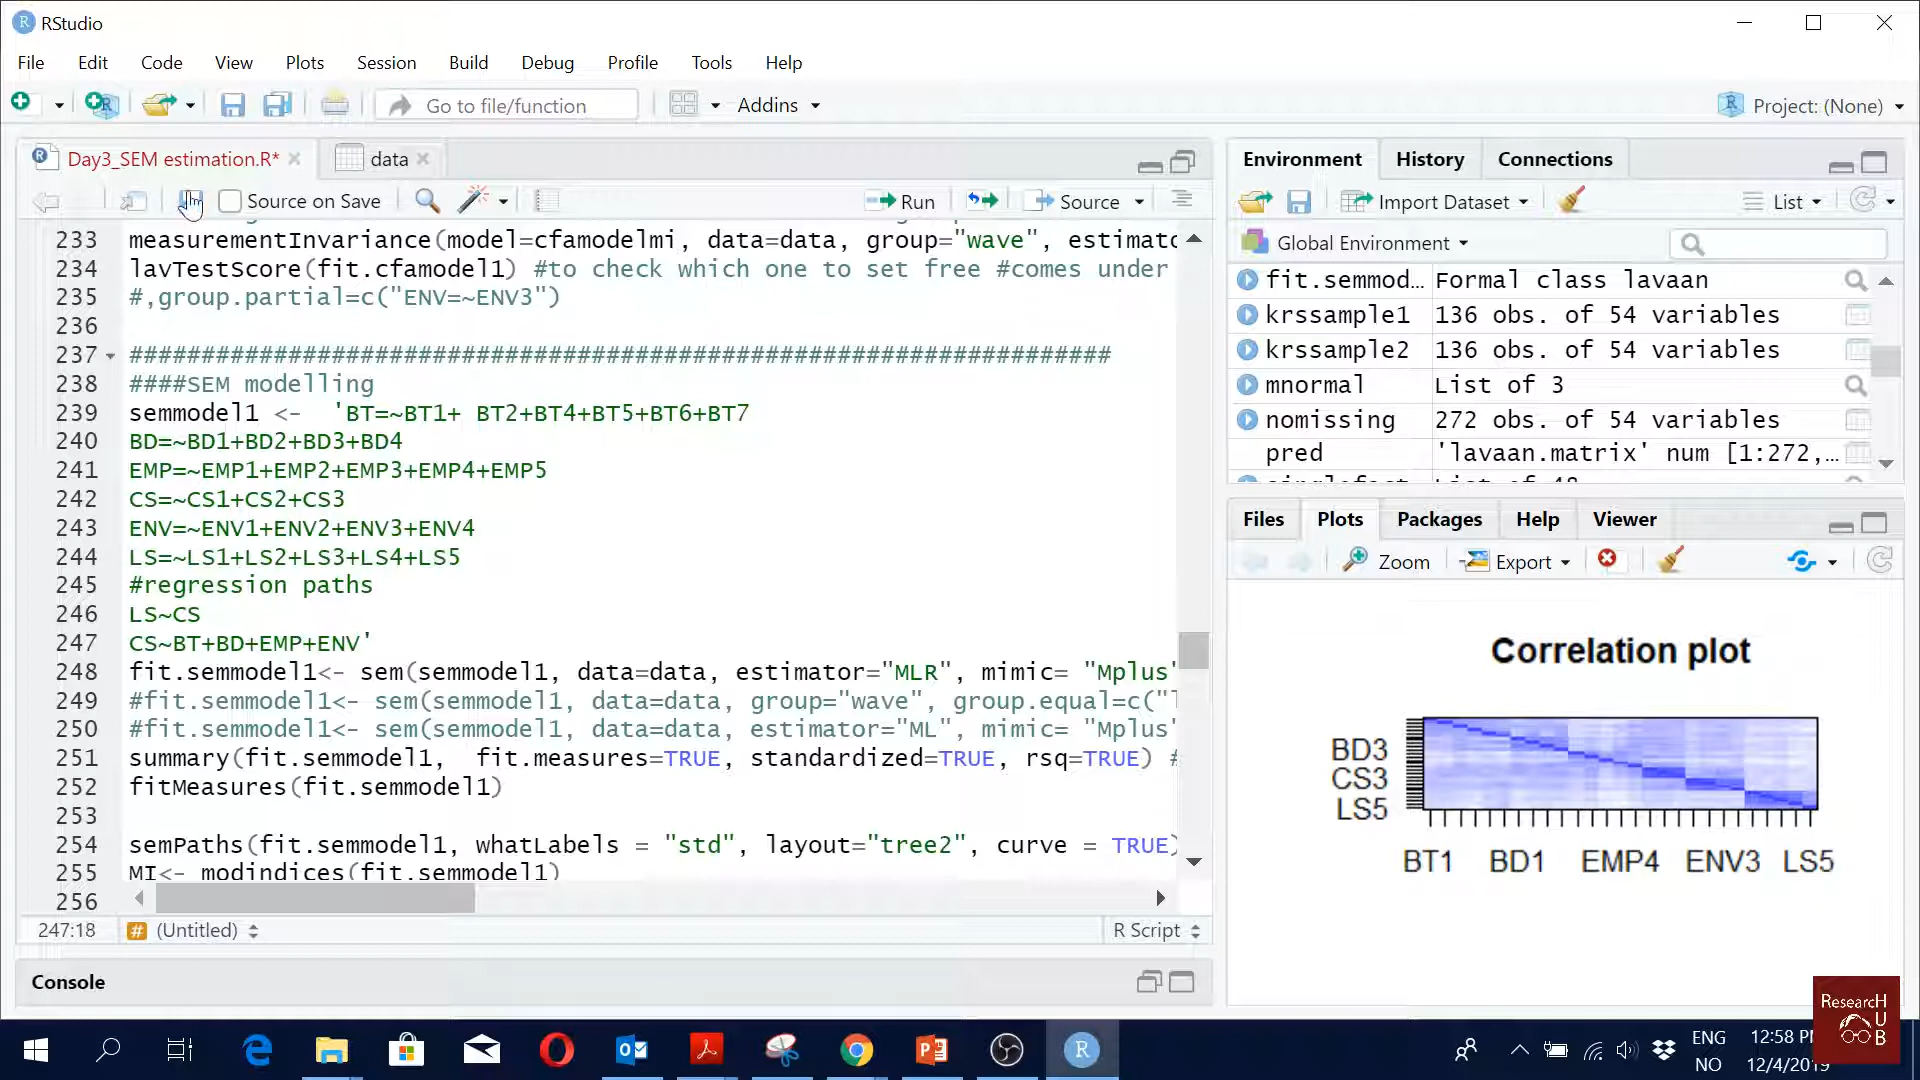 RStudio
File Edit Code View Plots Session Build Debug Profile Tools Help
Go to file/function Addins Project: (None)
Day3_SEM estimation.R* data
Source on Save Run Source
233 measurementInvariance(model=cfamodelmi, data=data, group="wave", estimato
234 lavTestScore(fit.cfamodel1) #to check which one to set free #comes under
235 #,group.partial=c("ENV=~ENV3")
236
237 ####################################################################
238 ####SEM modelling
239 semmodel1 <- 'BT=~BT1+ BT2+BT4+BT5+BT6+BT7
240 BD=~BD1+BD2+BD3+BD4
241 EMP=~EMP1+EMP2+EMP3+EMP4+EMP5
242 CS=~CS1+CS2+CS3
243 ENV=~ENV1+ENV2+ENV3+ENV4
244 LS=~LS1+LS2+LS3+LS4+LS5
245 #regression paths
246 LS~CS
247 CS~BT+BD+EMP+ENV'
248 fit.semmodel1<- sem(semmodel1, data=data, estimator="MLR", mimic= "Mplus"
249 #fit.semmodel1<- sem(semmodel1, data=data, group="wave", group.equal=c("l
250 #fit.semmodel1<- sem(semmodel1, data=data, estimator="ML", mimic= "Mplus"
251 summary(fit.semmodel1, fit.measures=TRUE, standardized=TRUE, rsq=TRUE) #
252 fitMeasures(fit.semmodel1)
253
254 semPaths(fit.semmodel1, whatLabels = "std", layout="tree2", curve = TRUE)
255 MI<- modindices(fit.semmodel1)
256
247:18 # (Untitled) R Script
Console
Environment History Connections
Import Dataset List
Global Environment
fit.semmod… Formal class lavaan
krssample1 136 obs. of 54 variables
krssample2 136 obs. of 54 variables
mnormal List of 3
nomissing 272 obs. of 54 variables
pred 'lavaan.matrix' num [1:272,…
Files Plots Packages Help Viewer
Zoom Export
Correlation plot
BD3
CS3
LS5
BT1 BD1 EMP4 ENV3 LS5
ResearcH
U
B
ENG
NO
12:58
12/4/2019